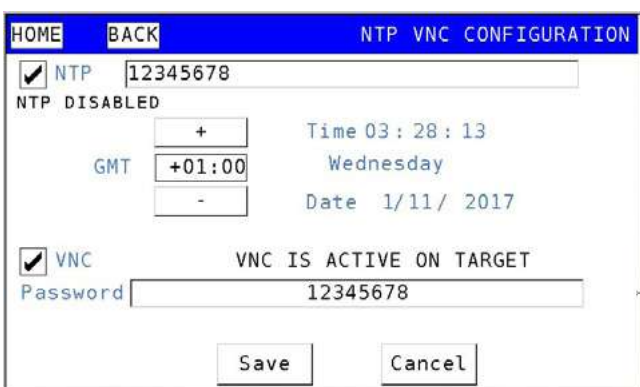 HOME BACK NTP VNC CONFIGURATION
NTP 12345678
NTP DISABLED
+ Time 03 : 28 : 13
GMT +01:00 Wednesday
- Date 1/11/ 2017
VNC VNC IS ACTIVE ON TARGET
Password 12345678
Save Cancel